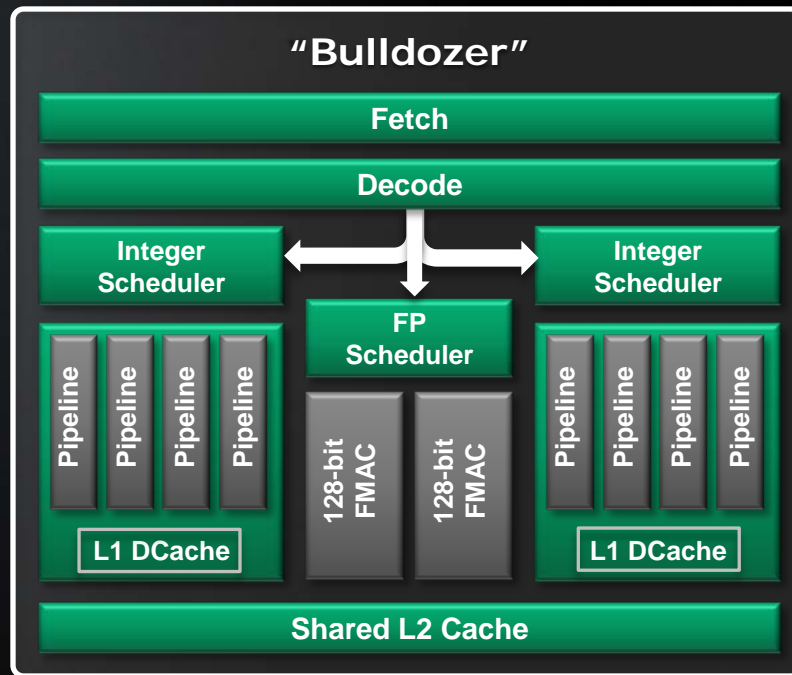 “Bulldozer”
Fetch
Decode
Integer
Scheduler
Integer
Scheduler
FP
Scheduler
Pipeline
Pipeline
Pipeline
Pipeline
128-bit
FMAC
128-bit
FMAC
Pipeline
Pipeline
Pipeline
Pipeline
L1 DCache
L1 DCache
Shared L2 Cache